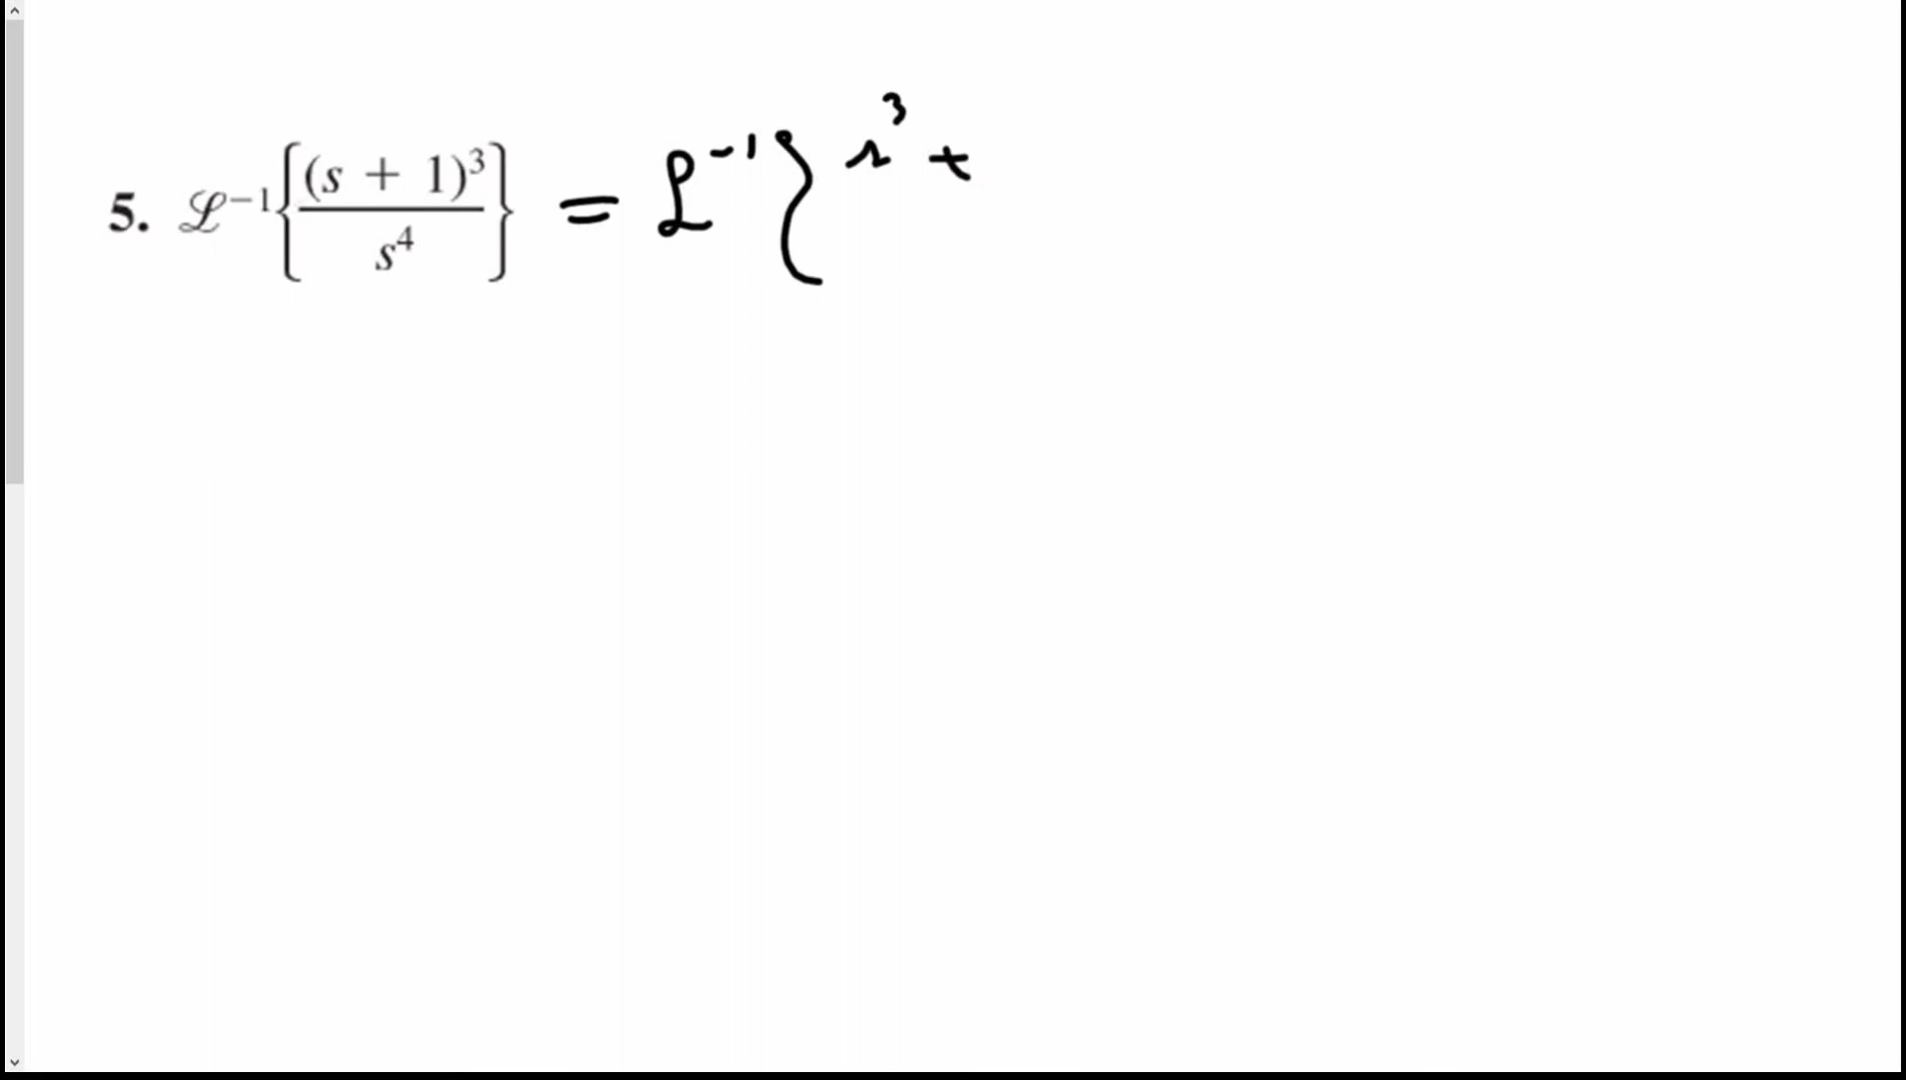 5. ℒ⁻¹{(s + 1)³/s⁴} = ℒ⁻¹{ s³ +